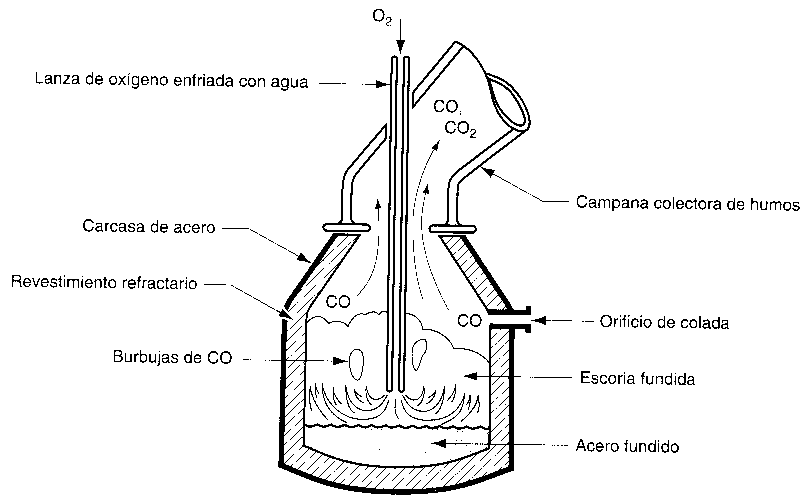 O2
Lanza de oxígeno enfriada con agua
CO,
CO2
Campana colectora de humos
Carcasa de acero
Revestimiento refractario
CO
CO
Orificio de colada
Burbujas de CO
Escoria fundida
Acero fundido